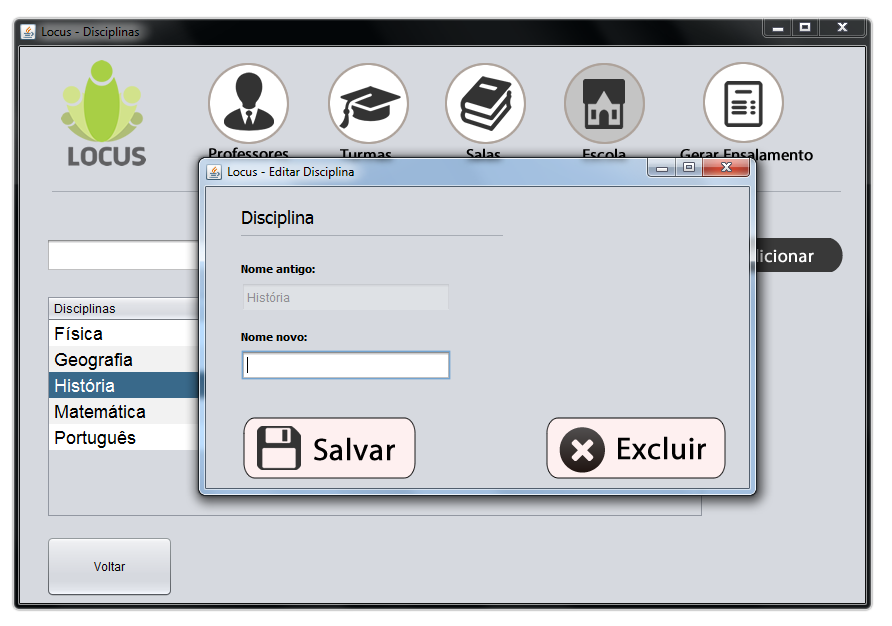 Locus - Disciplinas
LOCUS
Professores
Turmas
Salas
Escola
Gerar Ensalamento
Locus - Editar Disciplina
Disciplina
Nome antigo:
História
Nome novo:
Salvar
Excluir
icionar
Disciplinas
Física
Geografia
História
Matemática
Português
Voltar